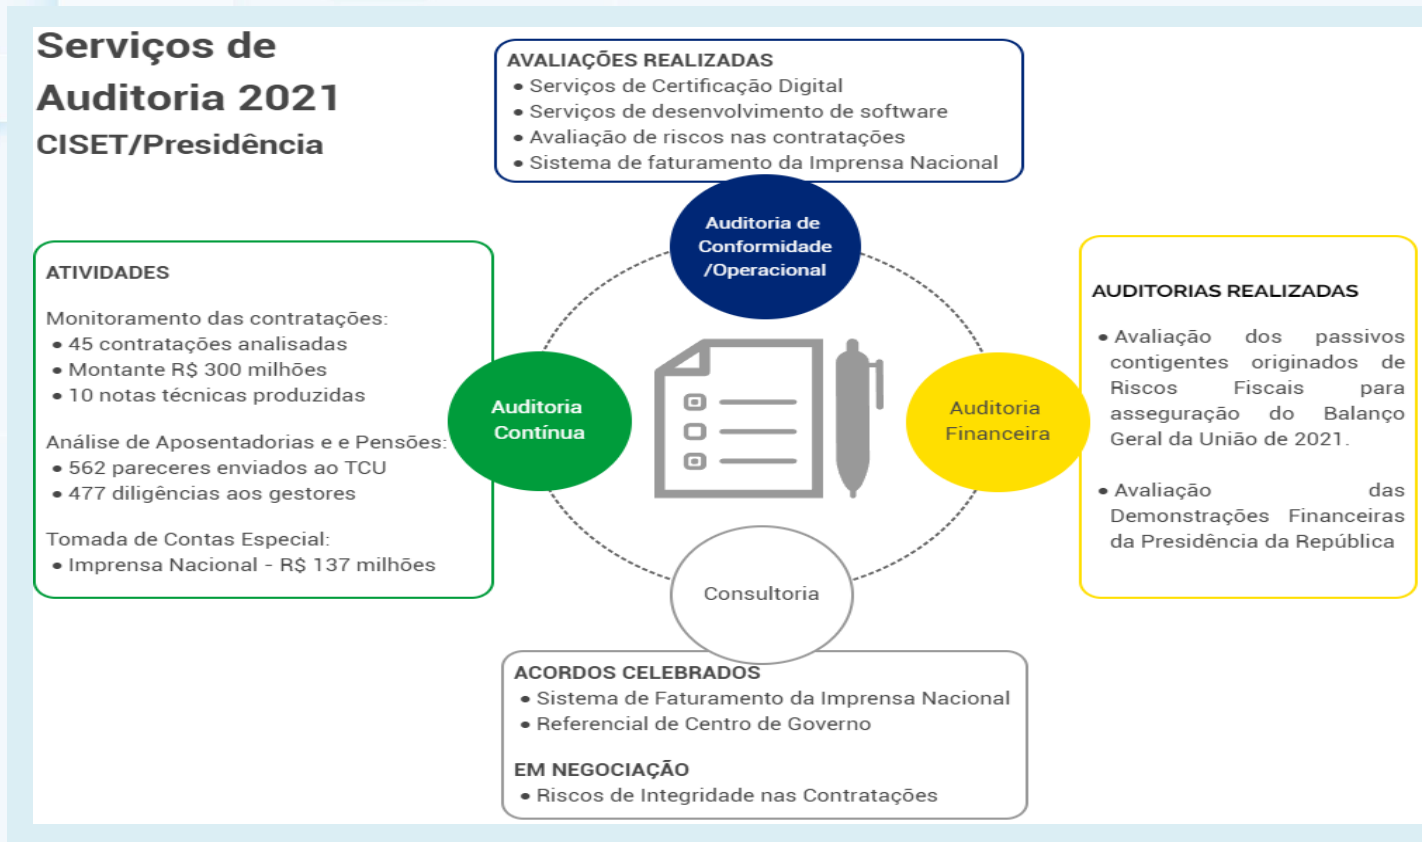 Serviços de
Auditoria 2021
CISET/Presidência
AVALIAÇÕES REALIZADAS
• Serviços de Certificação Digital
• Serviços de desenvolvimento de software
• Avaliação de riscos nas contratações
• Sistema de faturamento da Imprensa Nacional
Auditoria de
Conformidade
/Operacional
ATIVIDADES
Monitoramento das contratações:
• 45 contratações analisadas
• Montante R$ 300 milhões
• 10 notas técnicas produzidas
Análise de Aposentadorias e e Pensões:
• 562 pareceres enviados ao TCU
• 477 diligências aos gestores
Tomada de Contas Especial:
• Imprensa Nacional - R$ 137 milhões
Auditoria
Contínua
Auditoria
Financeira
AUDITORIAS REALIZADAS
• Avaliação dos passivos
contigentes originados de
Riscos Fiscais para
asseguração do Balanço
Geral da União de 2021.
• Avaliação das
Demonstrações Financeiras
da Presidência da República
Consultoria
ACORDOS CELEBRADOS
• Sistema de Faturamento da Imprensa Nacional
• Referencial de Centro de Governo
EM NEGOCIAÇÃO
• Riscos de Integridade nas Contratações